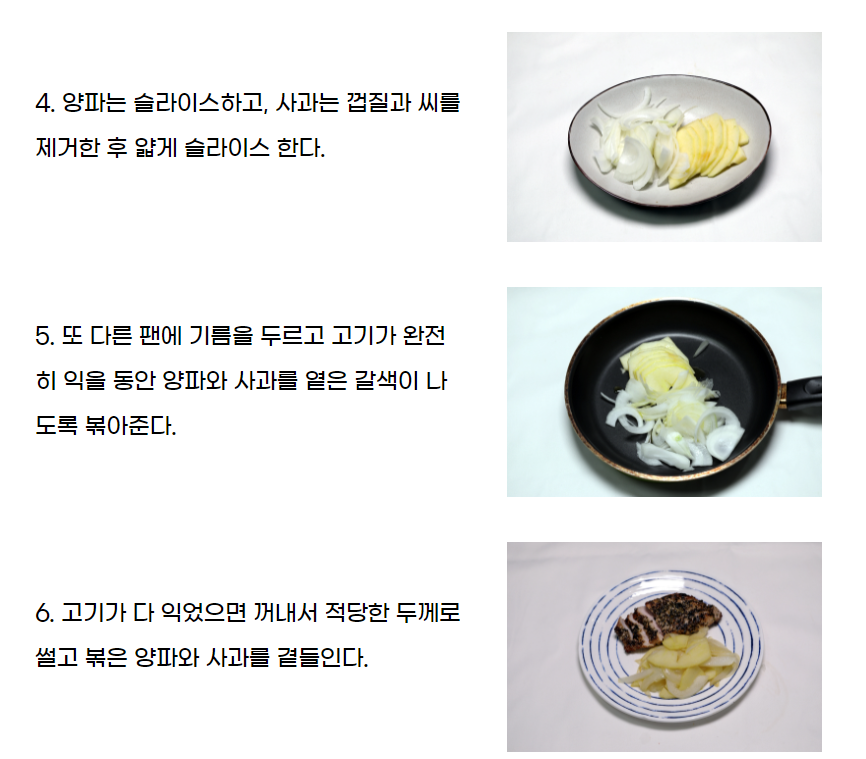 4. 양파는 슬라이스하고, 사과는 껍질과 씨를
제거한 후 얇게 슬라이스 한다.
5. 또 다른 팬에 기름을 두르고 고기가 완전
히 익을 동안 양파와 사과를 옅은 갈색이 나
도록 볶아준다.
6. 고기가 다 익었으면 꺼내서 적당한 두께로
썰고 볶은 양파와 사과를 곁들인다.